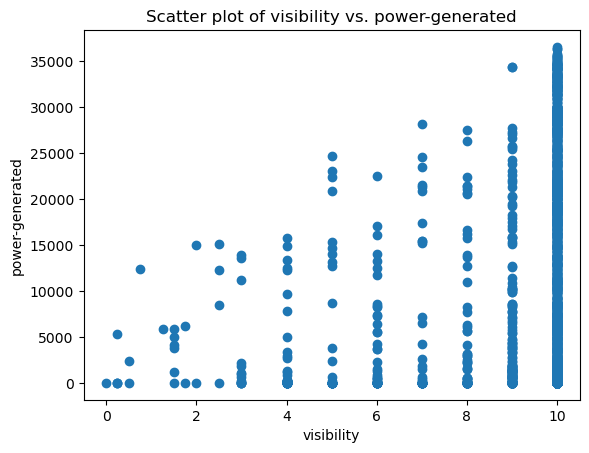 Scatter plot of visibility vs. power-generated
35000
30000
25000
20000
15000
10000
5000
0
power-generated
0 2 4 6 8 10
visibility